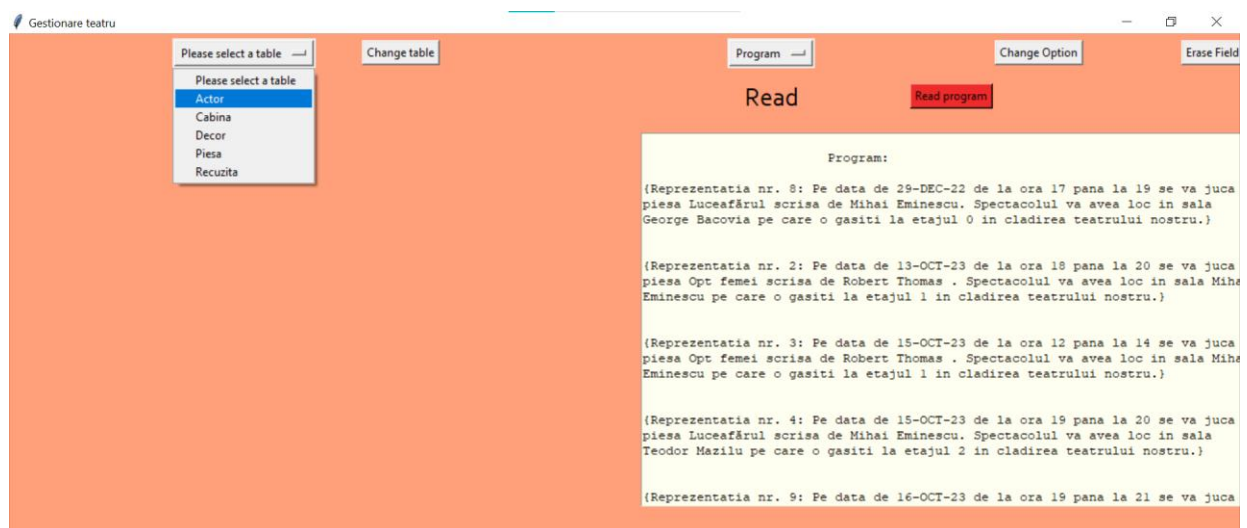 Gestionare teatru
Please select a table
Change table
Program
Change Option
Erase Field
Please select a table
Actor
Cabina
Decor
Piesa
Recuzita
Read
Read program
Program:
{Reprezentatia nr. 8: Pe data de 29-DEC-22 de la ora 17 pana la 19 se va juca
piesa Luceafărul scrisa de Mihai Eminescu. Spectacolul va avea loc in sala
George Bacovia pe care o gasiti la etajul 0 in cladirea teatrului nostru.}
{Reprezentatia nr. 2: Pe data de 13-OCT-23 de la ora 18 pana la 20 se va juca
piesa Opt femei scrisa de Robert Thomas . Spectacolul va avea loc in sala Miha
Eminescu pe care o gasiti la etajul 1 in cladirea teatrului nostru.}
{Reprezentatia nr. 3: Pe data de 15-OCT-23 de la ora 12 pana la 14 se va juca
piesa Opt femei scrisa de Robert Thomas . Spectacolul va avea loc in sala Miha
Eminescu pe care o gasiti la etajul 1 in cladirea teatrului nostru.}
{Reprezentatia nr. 4: Pe data de 15-OCT-23 de la ora 19 pana la 20 se va juca
piesa Luceafărul scrisa de Mihai Eminescu. Spectacolul va avea loc in sala
Teodor Mazilu pe care o gasiti la etajul 2 in cladirea teatrului nostru.}
{Reprezentatia nr. 9: Pe data de 16-OCT-23 de la ora 19 pana la 21 se va juca